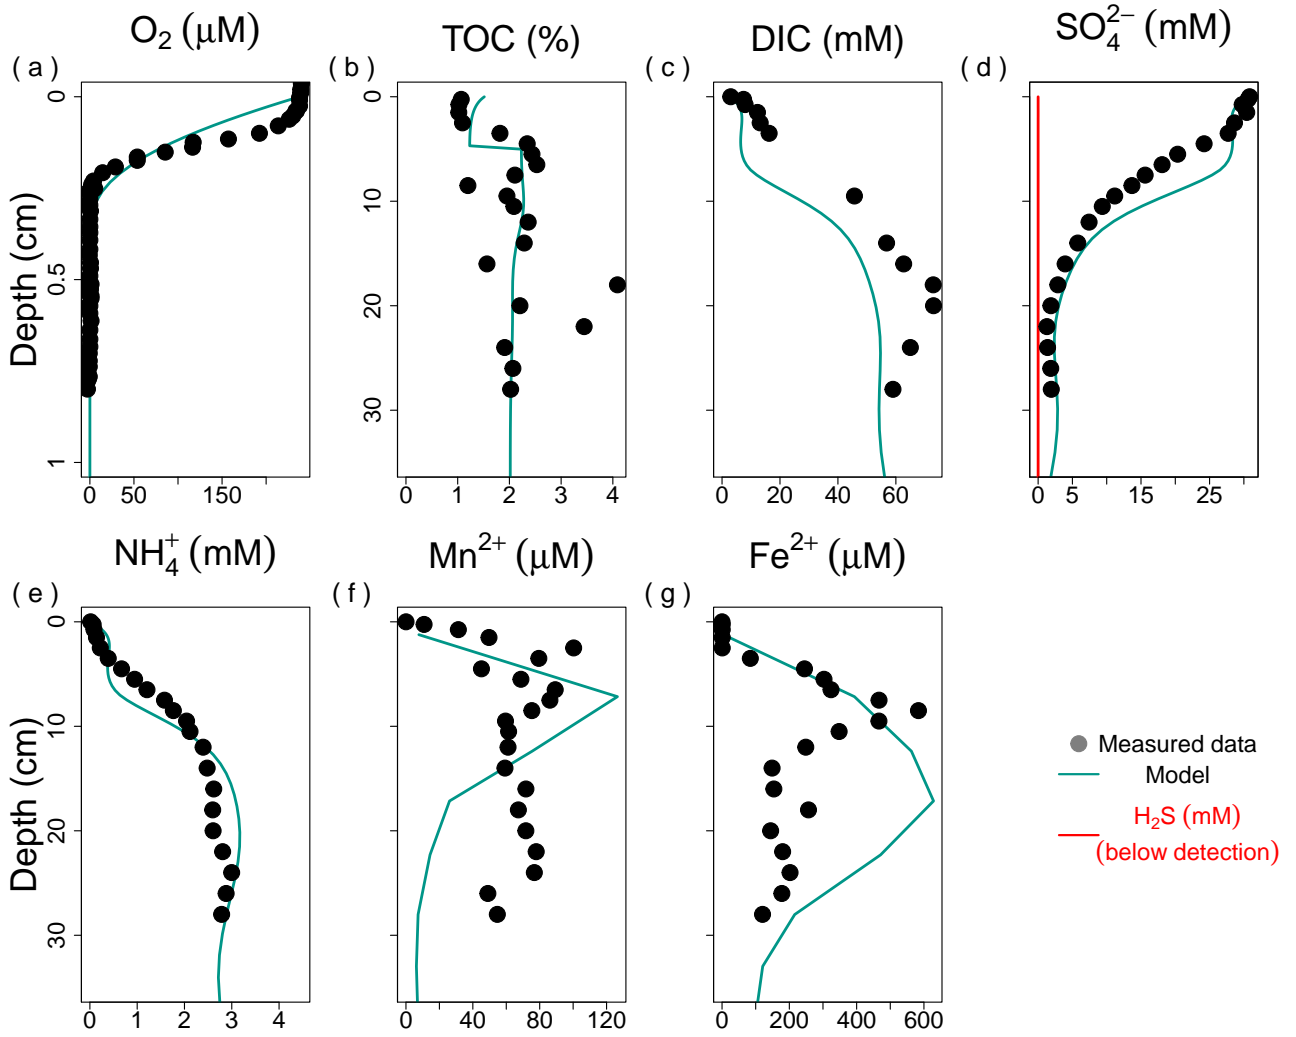 O₂ (μM)
TOC (%)
DIC (mM)
SO₄²⁻ (mM)
( a )
( b )
( c )
( d )
Depth (cm)
0
0.5
1
0
10
20
30
0 50 150
0 1 2 3 4
0 20 40 60
0 5 15 25
NH₄⁺ (mM)
Mn²⁺ (μM)
Fe²⁺ (μM)
( e )
( f )
( g )
Depth (cm)
0
10
20
30
0 1 2 3 4
0 40 80 120
0 200 400 600
Measured data
Model
H₂S (mM)
(below detection)